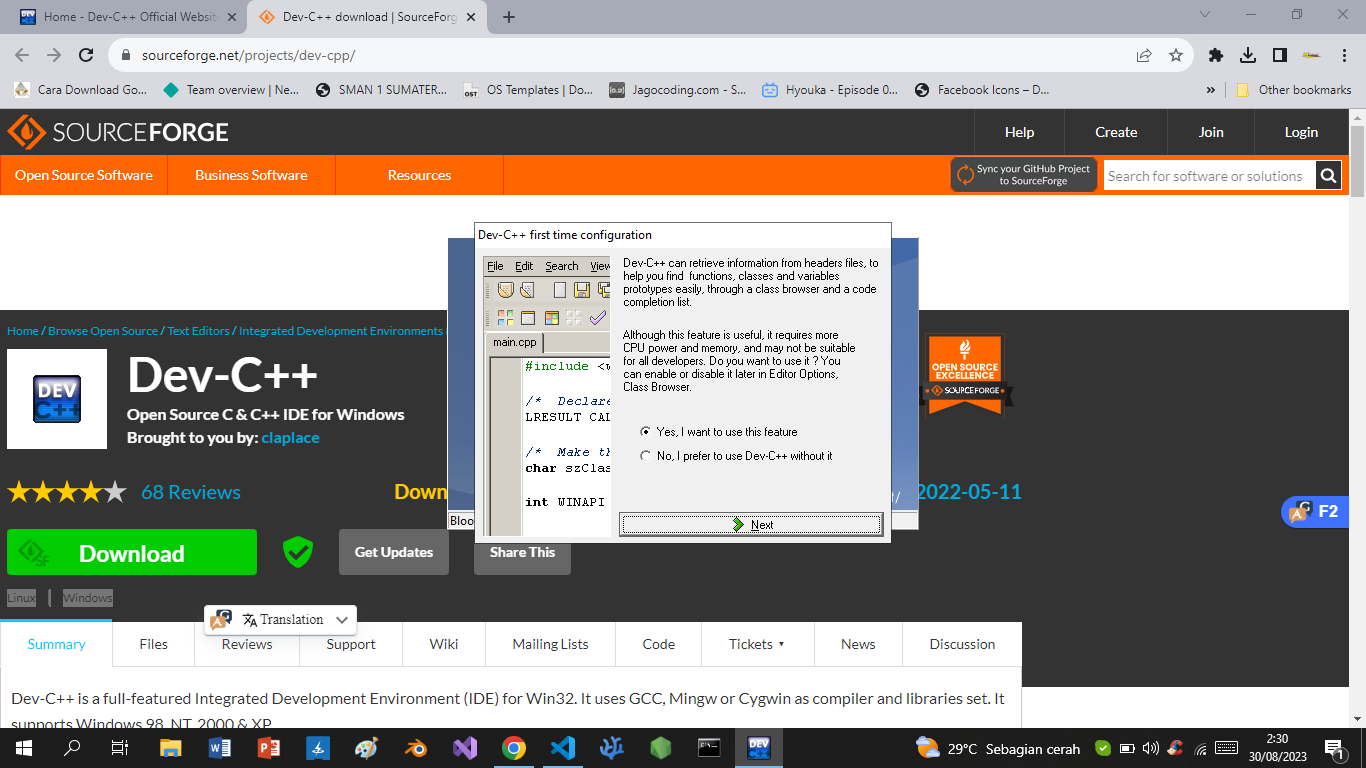 Home - Dev-C++ Official Website
Dev-C++ download | SourceForg
sourceforge.net/projects/dev-cpp/
Cara Download Go...
Team overview | Ne...
SMAN 1 SUMATER...
OS Templates | Do...
Jagocoding.com - S...
Hyouka - Episode 0...
Facebook Icons – D...
»
Other bookmarks
SOURCEFORGE
Help
Create
Join
Login
Open Source Software
Business Software
Resources
Sync your GitHub Project
to SourceForge
Search for software or solutions
Home / Browse Open Source / Text Editors / Integrated Development Environments
DEV
C++
Dev-C++
Open Source C & C++ IDE for Windows
Brought to you by: claplace
68 Reviews
Down
2022-05-11
OPEN SOURCE
EXCELLENCE
SOURCEFORGE
Download
SF
Get Updates
Share This
Linux | Windows
Translation
F2
Summary
Files
Reviews
Support
Wiki
Mailing Lists
Code
Tickets
News
Discussion
Dev-C++ is a full-featured Integrated Development Environment (IDE) for Win32. It uses GCC, Mingw or Cygwin as compiler and libraries set. It
supports Windows 98, NT, 2000 & XP.
Dev-C++ first time configuration
File Edit Search View
main.cpp
#include <w
/* Declare
LRESULT CAL
/* Make th
char szClas
int WINAPI
Dev-C++ can retrieve information from headers files, to
help you find functions, classes and variables
prototypes easily, through a class browser and a code
completion list.
Although this feature is useful, it requires more
CPU power and memory, and may not be suitable
for all developers. Do you want to use it ? You
can enable or disable it later in Editor Options,
Class Browser.
Yes, I want to use this feature
No, I prefer to use Dev-C++ without it
Next
Bloo
t/
29°C Sebagian cerah
2:30
30/08/2023
1